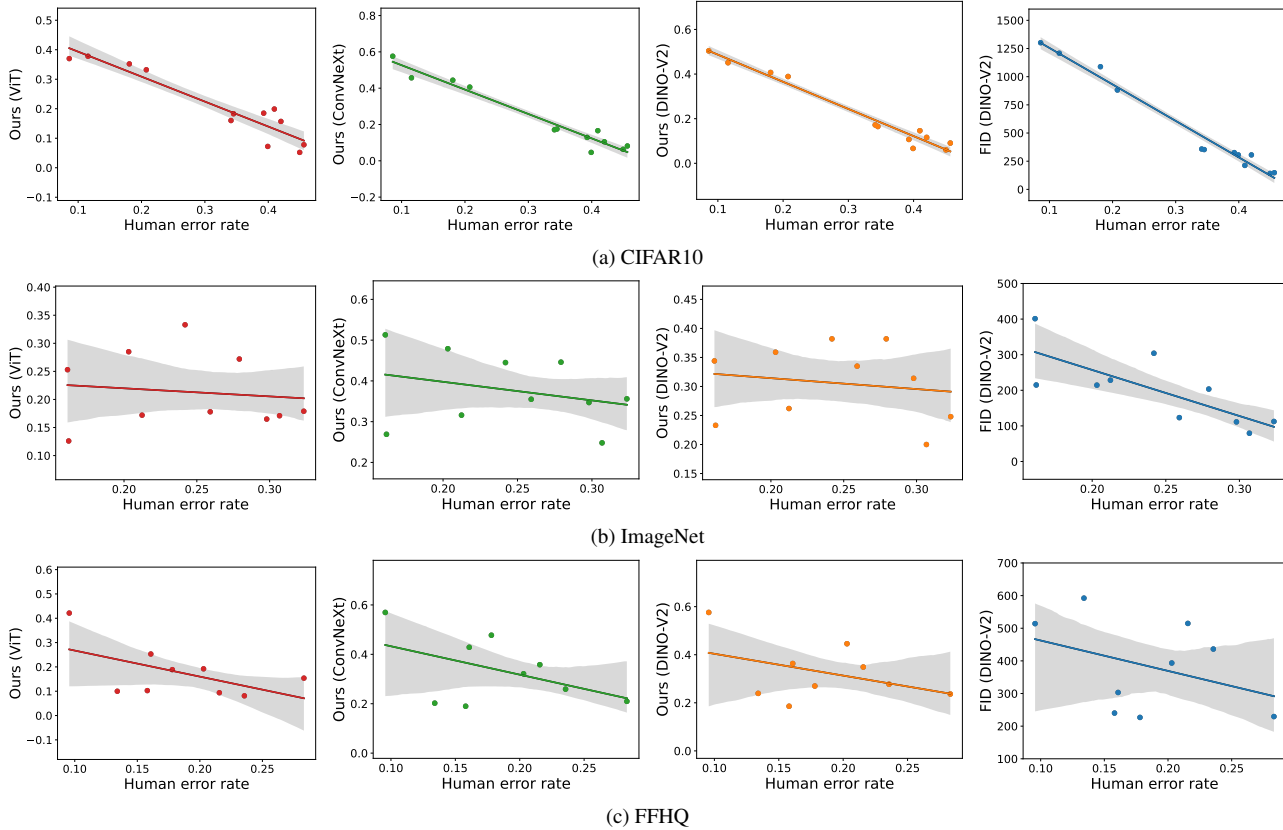 0.5
0.4
0.3
0.2
0.1
0.0
−0.1
Ours (ViT)
0.1 0.2 0.3 0.4
Human error rate
0.8
0.6
0.4
0.2
0.0
−0.2
Ours (ConvNeXt)
0.1 0.2 0.3 0.4
Human error rate
0.6
0.4
0.2
0.0
Ours (DINO-V2)
0.1 0.2 0.3 0.4
Human error rate
1500
1250
1000
750
500
250
0
FID (DINO-V2)
0.1 0.2 0.3 0.4
Human error rate
(a) CIFAR10
0.40
0.35
0.30
0.25
0.20
0.15
0.10
Ours (ViT)
0.20 0.25 0.30
Human error rate
0.6
0.5
0.4
0.3
0.2
Ours (ConvNeXt)
0.20 0.25 0.30
Human error rate
0.45
0.40
0.35
0.30
0.25
0.20
0.15
Ours (DINO-V2)
0.20 0.25 0.30
Human error rate
500
400
300
200
100
0
FID (DINO-V2)
0.20 0.25 0.30
Human error rate
(b) ImageNet
0.6
0.5
0.4
0.3
0.2
0.1
0.0
−0.1
Ours (ViT)
0.10 0.15 0.20 0.25
Human error rate
0.6
0.4
0.2
0.0
Ours (ConvNeXt)
0.10 0.15 0.20 0.25
Human error rate
0.6
0.4
0.2
0.0
Ours (DINO-V2)
0.10 0.15 0.20 0.25
Human error rate
700
600
500
400
300
200
100
FID (DINO-V2)
0.10 0.15 0.20 0.25
Human error rate
(c) FFHQ